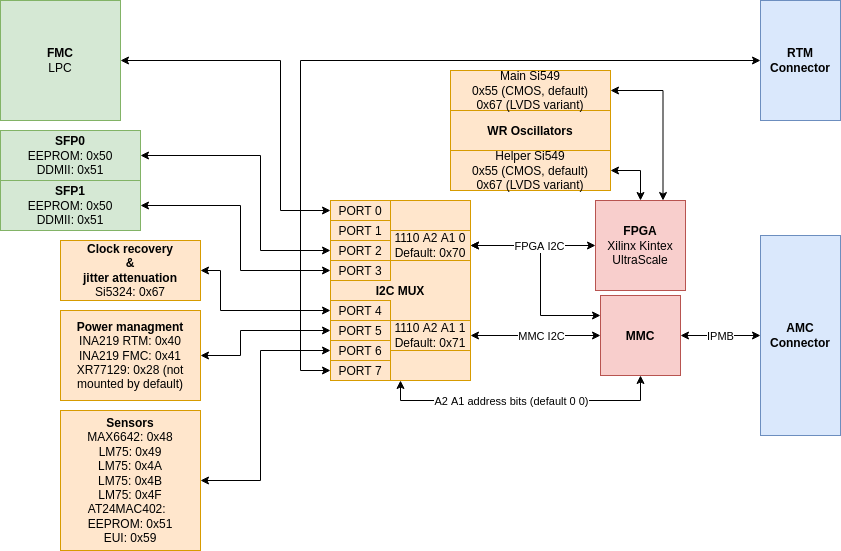 FMC
LPC
RTM
Connector
Main Si549
0x55 (CMOS, default)
0x67 (LVDS variant)
WR Oscillators
Helper Si549
0x55 (CMOS, default)
0x67 (LVDS variant)
SFP0
EEPROM: 0x50
DDMII: 0x51
SFP1
EEPROM: 0x50
DDMII: 0x51
Clock recovery
&
jitter attenuation
Si5324: 0x67
Power managment
INA219 RTM: 0x40
INA219 FMC: 0x41
XR77129: 0x28 (not
mounted by default)
Sensors
MAX6642: 0x48
LM75: 0x49
LM75: 0x4A
LM75: 0x4B
LM75: 0x4F
AT24MAC402:
EEPROM: 0x51
EUI: 0x59
PORT 0
PORT 1
PORT 2
PORT 3
PORT 4
PORT 5
PORT 6
PORT 7
1110 A2 A1 0
Default: 0x70
I2C MUX
1110 A2 A1 1
Default: 0x71
FPGA I2C
MMC I2C
A2 A1 address bits (default 0 0)
FPGA
Xilinx Kintex
UltraScale
MMC
IPMB
AMC
Connector